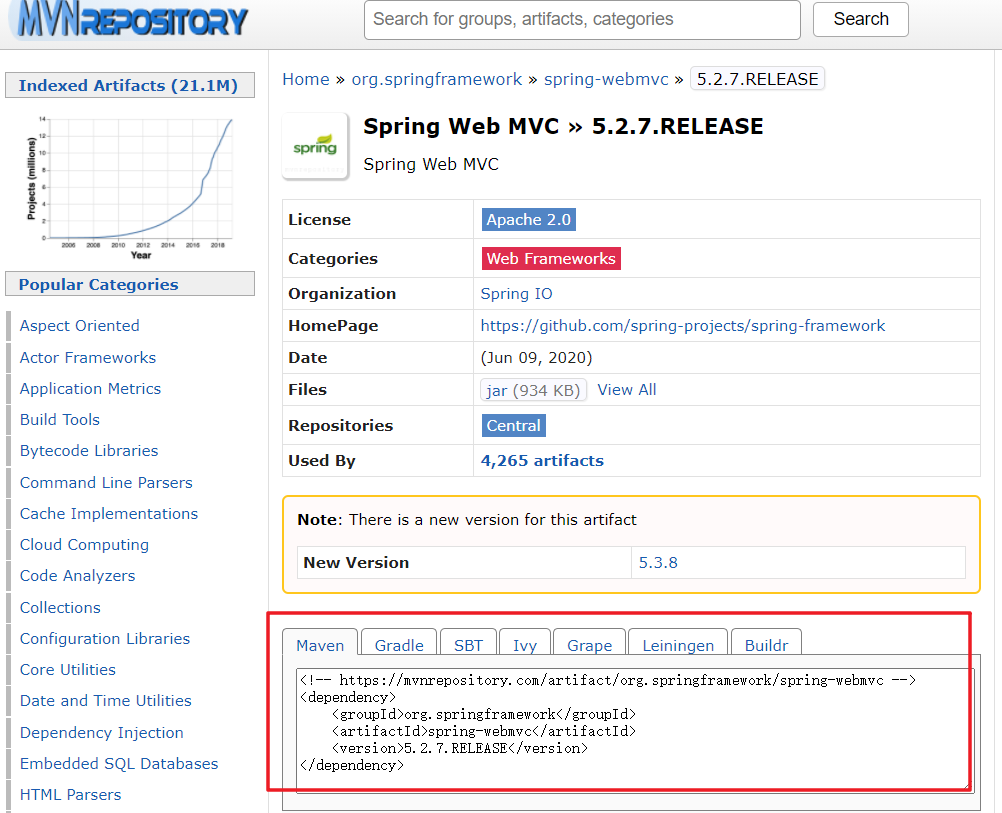 MVNREPOSITORY
Search for groups, artifacts, categories
Search
Indexed Artifacts (21.1M)
Projects (millions)
14
12
10
8
6
4
2
0
2006 2008 2010 2012 2014 2016 2018
Year
Popular Categories
Aspect Oriented
Actor Frameworks
Application Metrics
Build Tools
Bytecode Libraries
Command Line Parsers
Cache Implementations
Cloud Computing
Code Analyzers
Collections
Configuration Libraries
Core Utilities
Date and Time Utilities
Dependency Injection
Embedded SQL Databases
HTML Parsers
Home » org.springframework » spring-webmvc » 5.2.7.RELEASE
spring
Spring Web MVC » 5.2.7.RELEASE
Spring Web MVC
License Apache 2.0
Categories Web Frameworks
Organization Spring IO
HomePage https://github.com/spring-projects/spring-framework
Date (Jun 09, 2020)
Files jar (934 KB) View All
Repositories Central
Used By 4,265 artifacts
Note: There is a new version for this artifact
New Version 5.3.8
Maven Gradle SBT Ivy Grape Leiningen Buildr
<!-- https://mvnrepository.com/artifact/org.springframework/spring-webmvc -->
<dependency>
    <groupId>org.springframework</groupId>
    <artifactId>spring-webmvc</artifactId>
    <version>5.2.7.RELEASE</version>
</dependency>